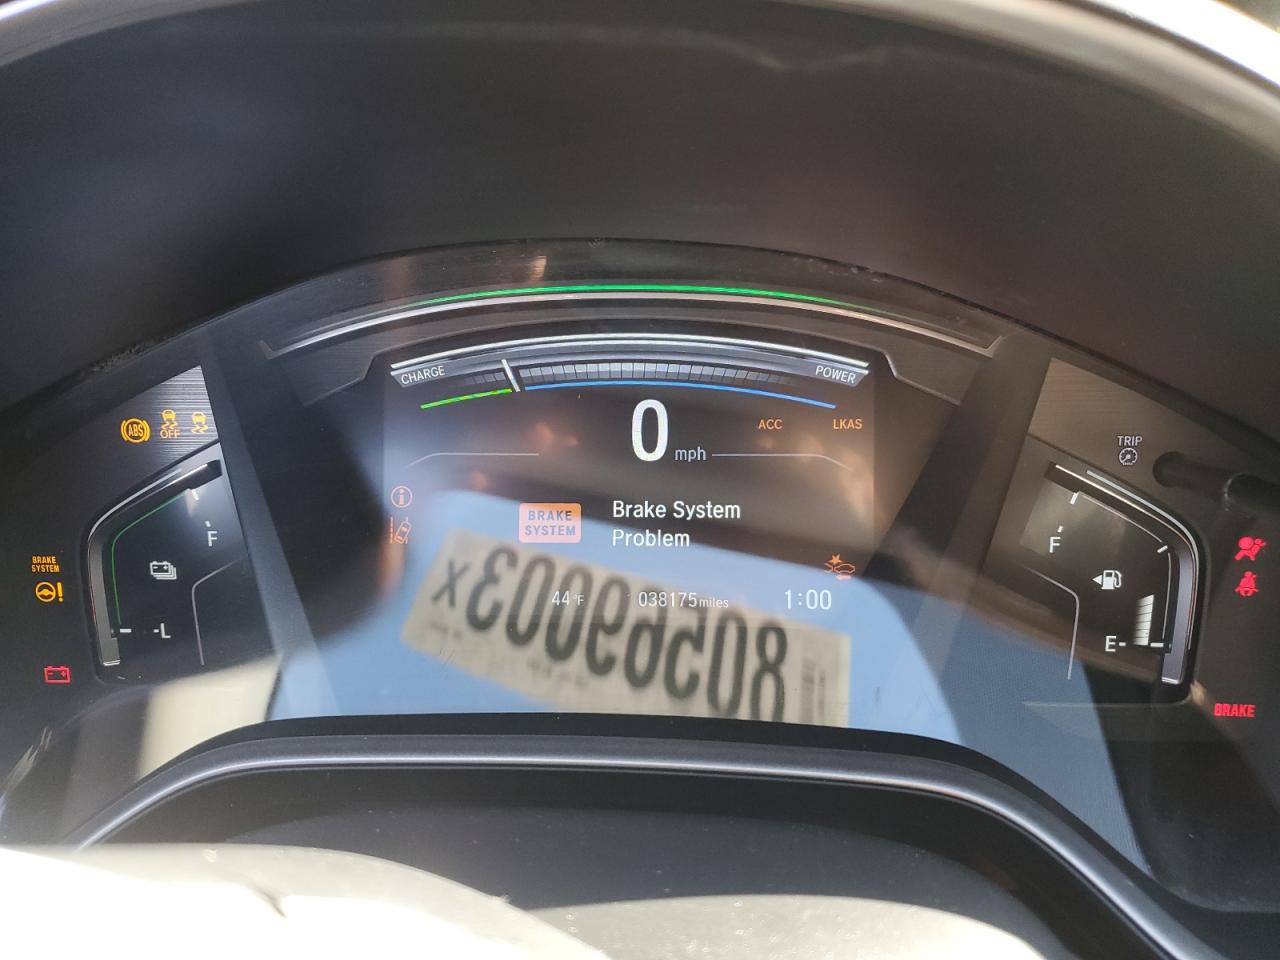 CHARGE
POWER
0 mph
ACC
LKAS
ABS
OFF
TRIP
F
F
BRAKE
SYSTEM
BRAKE
SYSTEM
Brake System
Problem
44°F
038175 miles
1:00
-L
E-
BRAKE